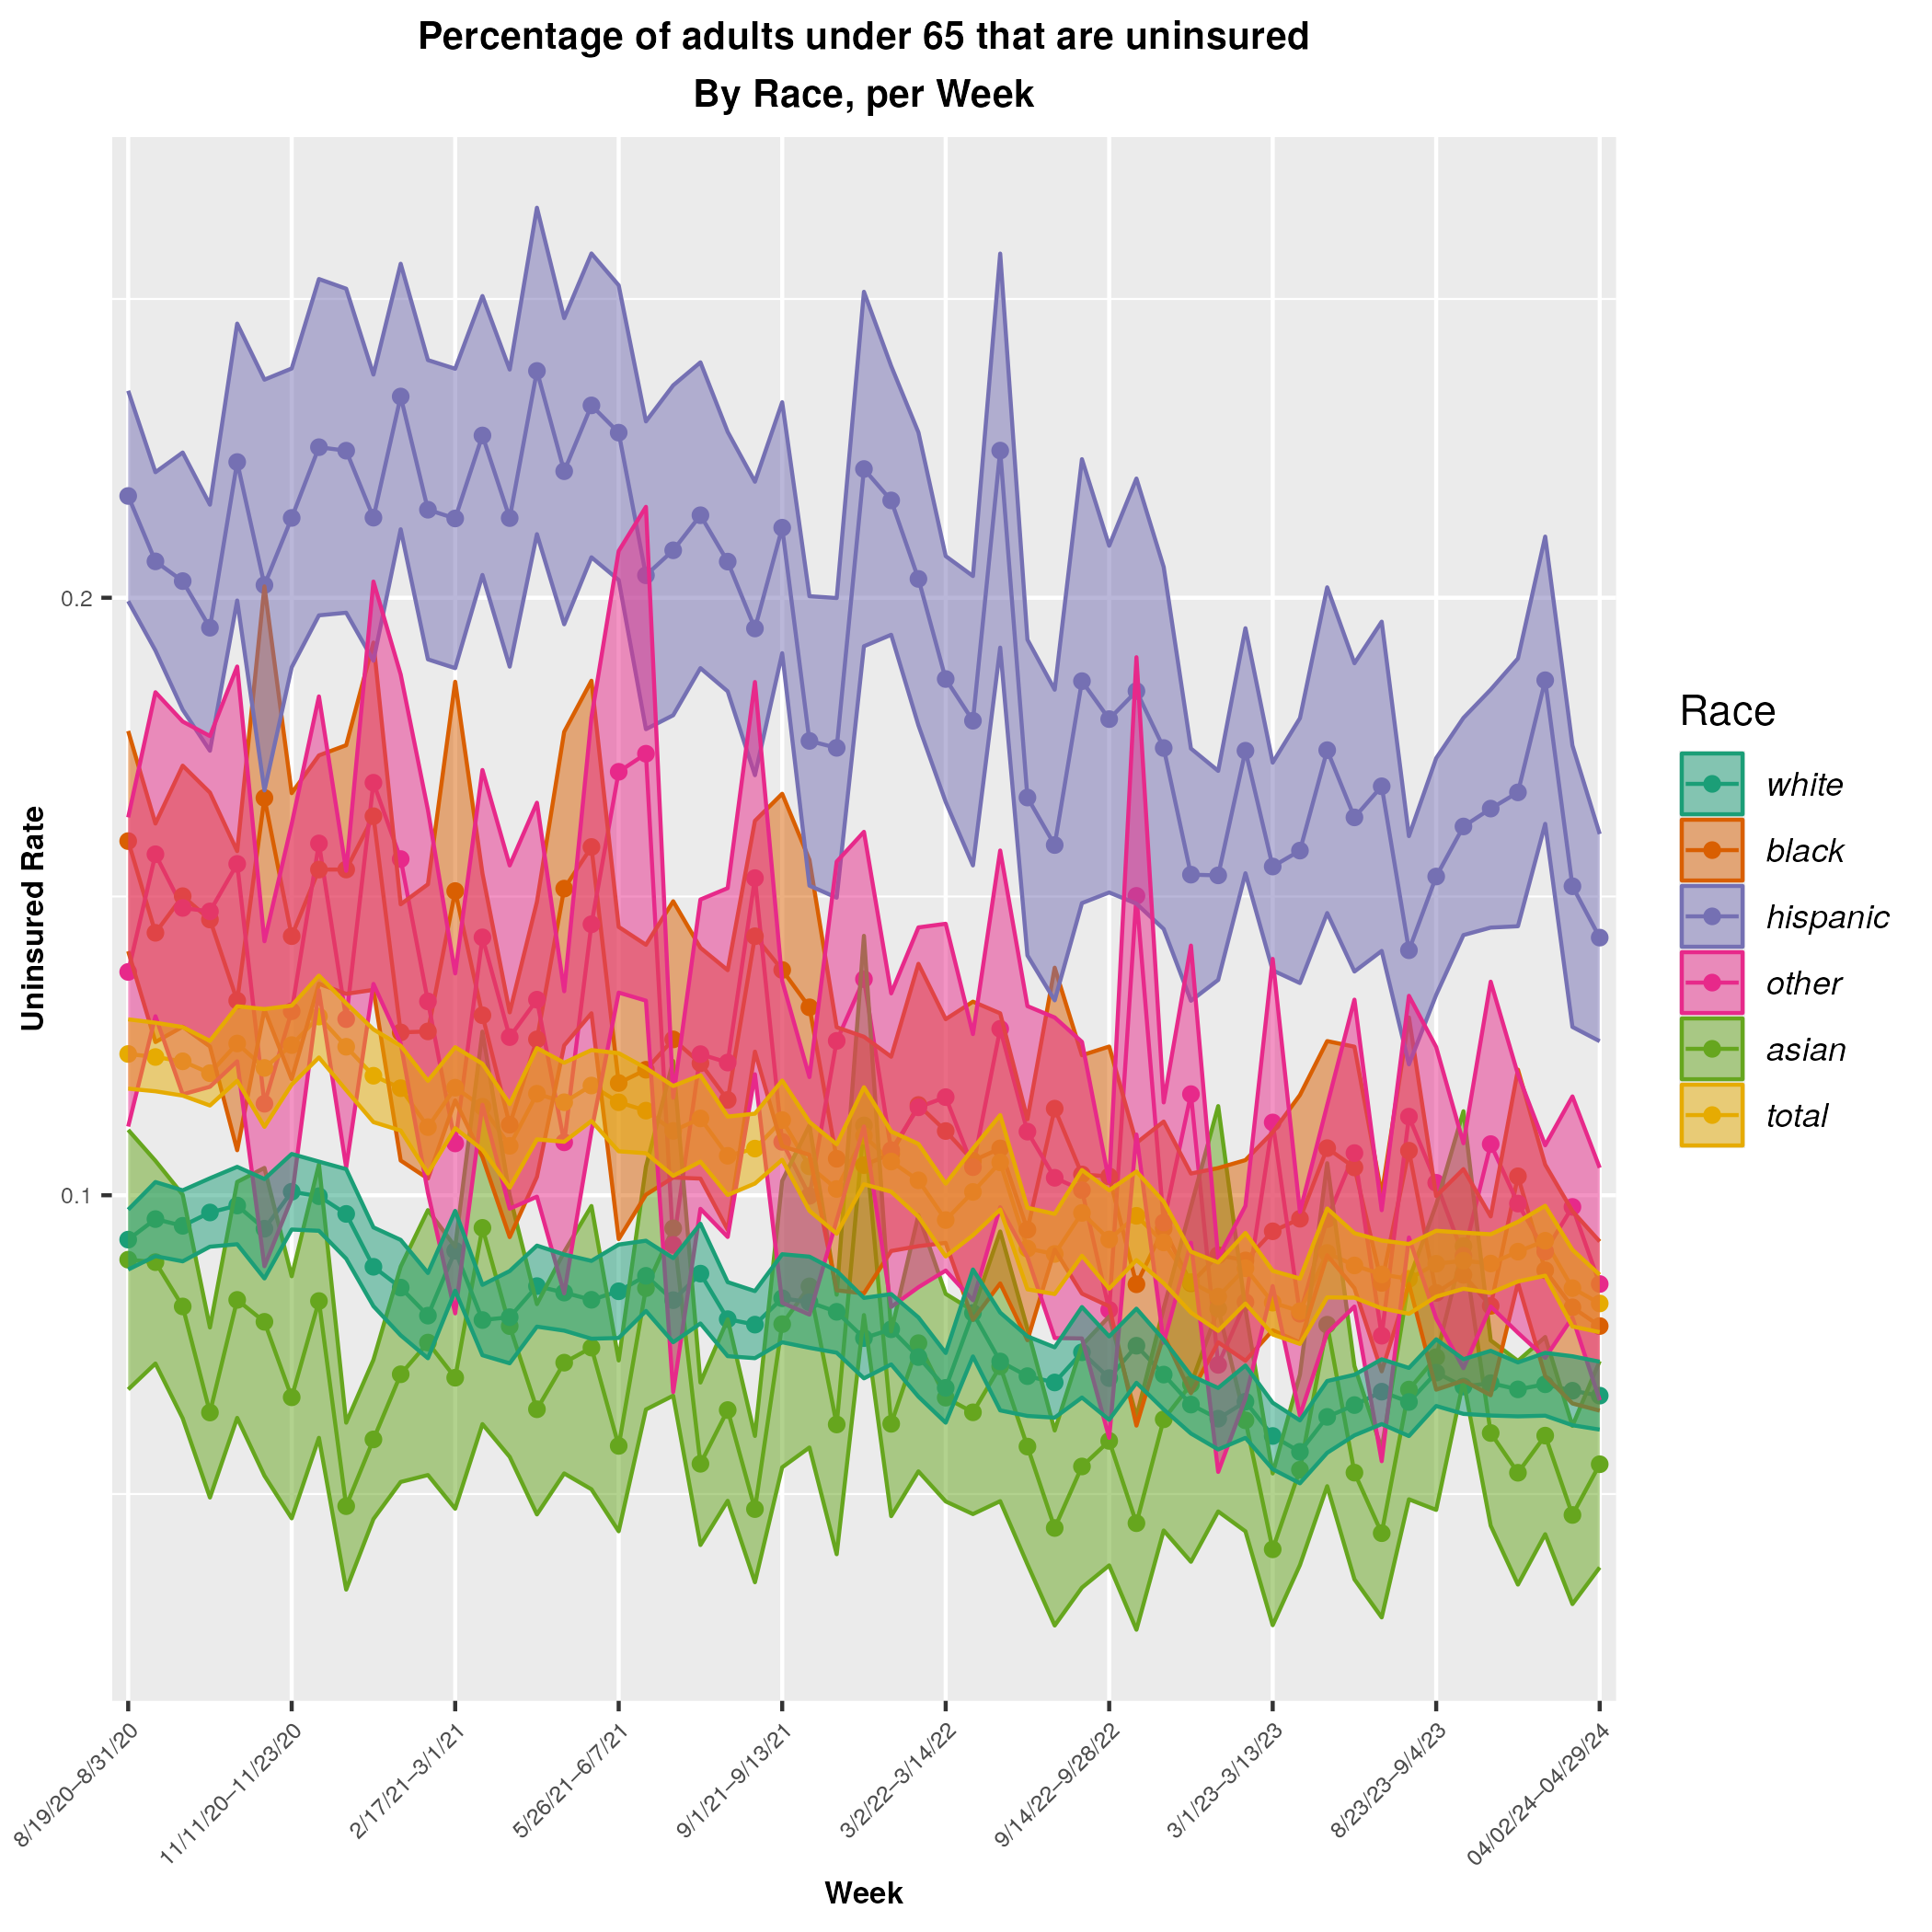 Percentage of adults under 65 that are uninsured
By Race, per Week
Uninsured Rate
0.2
0.1
8/19/20–8/31/20
11/11/20–11/23/20
2/17/21–3/1/21
5/26/21–6/7/21
9/1/21–9/13/21
3/2/22–3/14/22
9/14/22–9/28/22
3/1/23–3/13/23
8/23/23–9/4/23
04/02/24–04/29/24
Week
Race
white
black
hispanic
other
asian
total